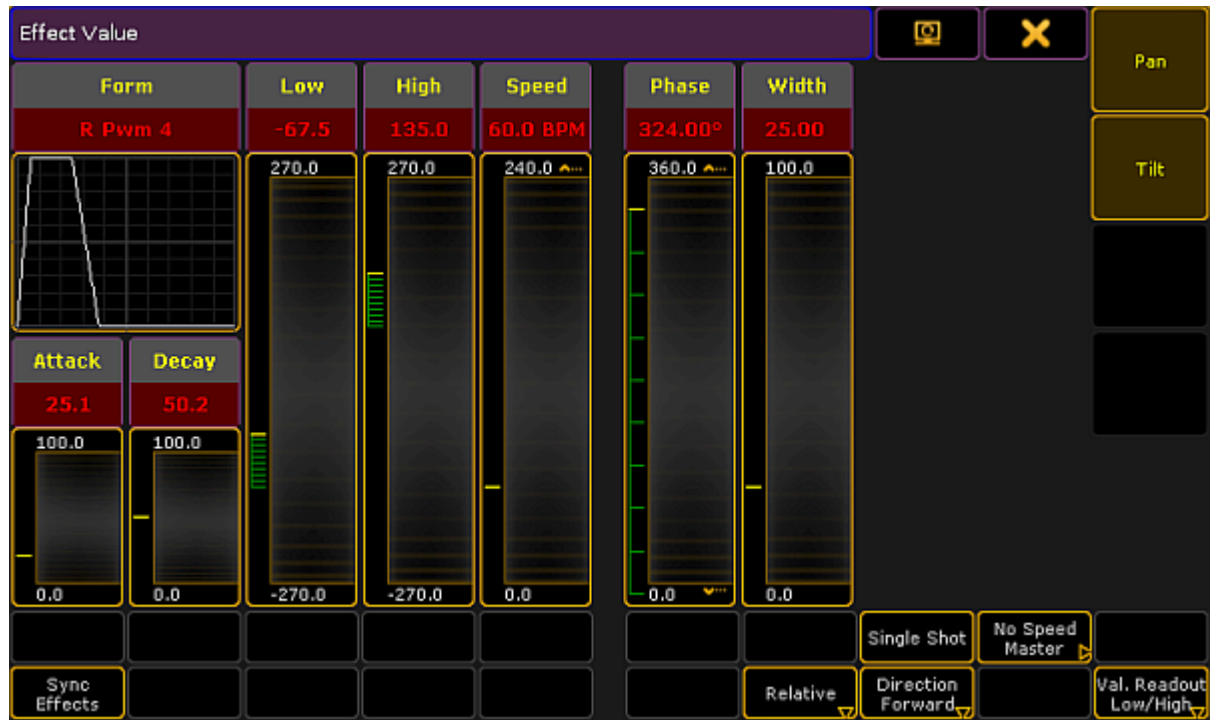 Effect Value
Pan
Form Low High Speed Phase Width
R Pwm 4 -67.5 135.0 60.0 BPM 324.00° 25.00
270.0 270.0 240.0 360.0 100.0
Tilt
Attack Decay
25.1 50.2
100.0 100.0
0.0 0.0 -270.0 -270.0 0.0 0.0 0.0
Single Shot
No Speed
Master
Sync
Effects
Relative
Direction
Forward
Val. Readout
Low/High